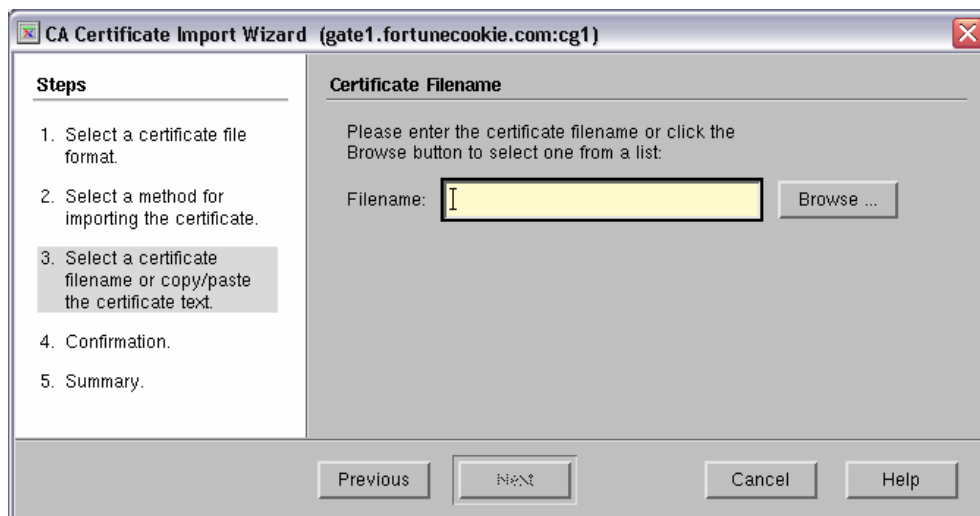 CA Certificate Import Wizard (gate1.fortunecookie.com:cg1)
Steps
1. Select a certificate file
format.
2. Select a method for
importing the certificate.
3. Select a certificate
filename or copy/paste
the certificate text.
4. Confirmation.
5. Summary.
Certificate Filename
Please enter the certificate filename or click the
Browse button to select one from a list:
Filename:
Browse ...
Previous
Next
Cancel
Help